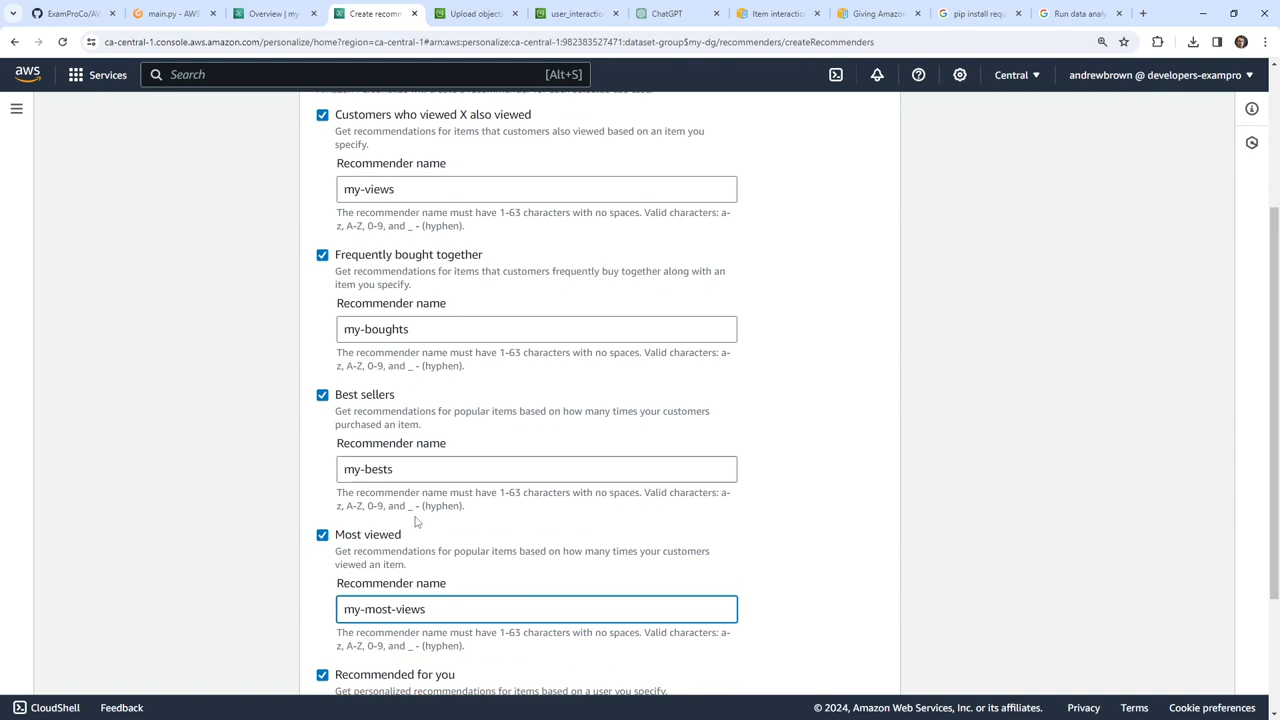 ExamProCo/AW
main.py - AWS
Overview | my-
Create recomm
Upload objects
user_interactio
ChatGPT
Item interactio
Giving Amazon
pip install requ
Run data analy
ca-central-1.console.aws.amazon.com/personalize/home?region=ca-central-1#arn:aws:personalize:ca-central-1:982383527471:dataset-group$my-dg/recommenders/createRecommenders
aws
Services
Search
[Alt+S]
Central
andrewbrown @ developers-exampro
Customers who viewed X also viewed
Get recommendations for items that customers also viewed based on an item you
specify.
Recommender name
my-views
The recommender name must have 1-63 characters with no spaces. Valid characters: a-
z, A-Z, 0-9, and _ - (hyphen).
Frequently bought together
Get recommendations for items that customers frequently buy together along with an
item you specify.
Recommender name
my-boughts
The recommender name must have 1-63 characters with no spaces. Valid characters: a-
z, A-Z, 0-9, and _ - (hyphen).
Best sellers
Get recommendations for popular items based on how many times your customers
purchased an item.
Recommender name
my-bests
The recommender name must have 1-63 characters with no spaces. Valid characters: a-
z, A-Z, 0-9, and _ - (hyphen).
Most viewed
Get recommendations for popular items based on how many times your customers
viewed an item.
Recommender name
my-most-views
The recommender name must have 1-63 characters with no spaces. Valid characters: a-
z, A-Z, 0-9, and _ - (hyphen).
Recommended for you
Get personalized recommendations for items based on a user you specify.
CloudShell
Feedback
© 2024, Amazon Web Services, Inc. or its affiliates.
Privacy
Terms
Cookie preferences